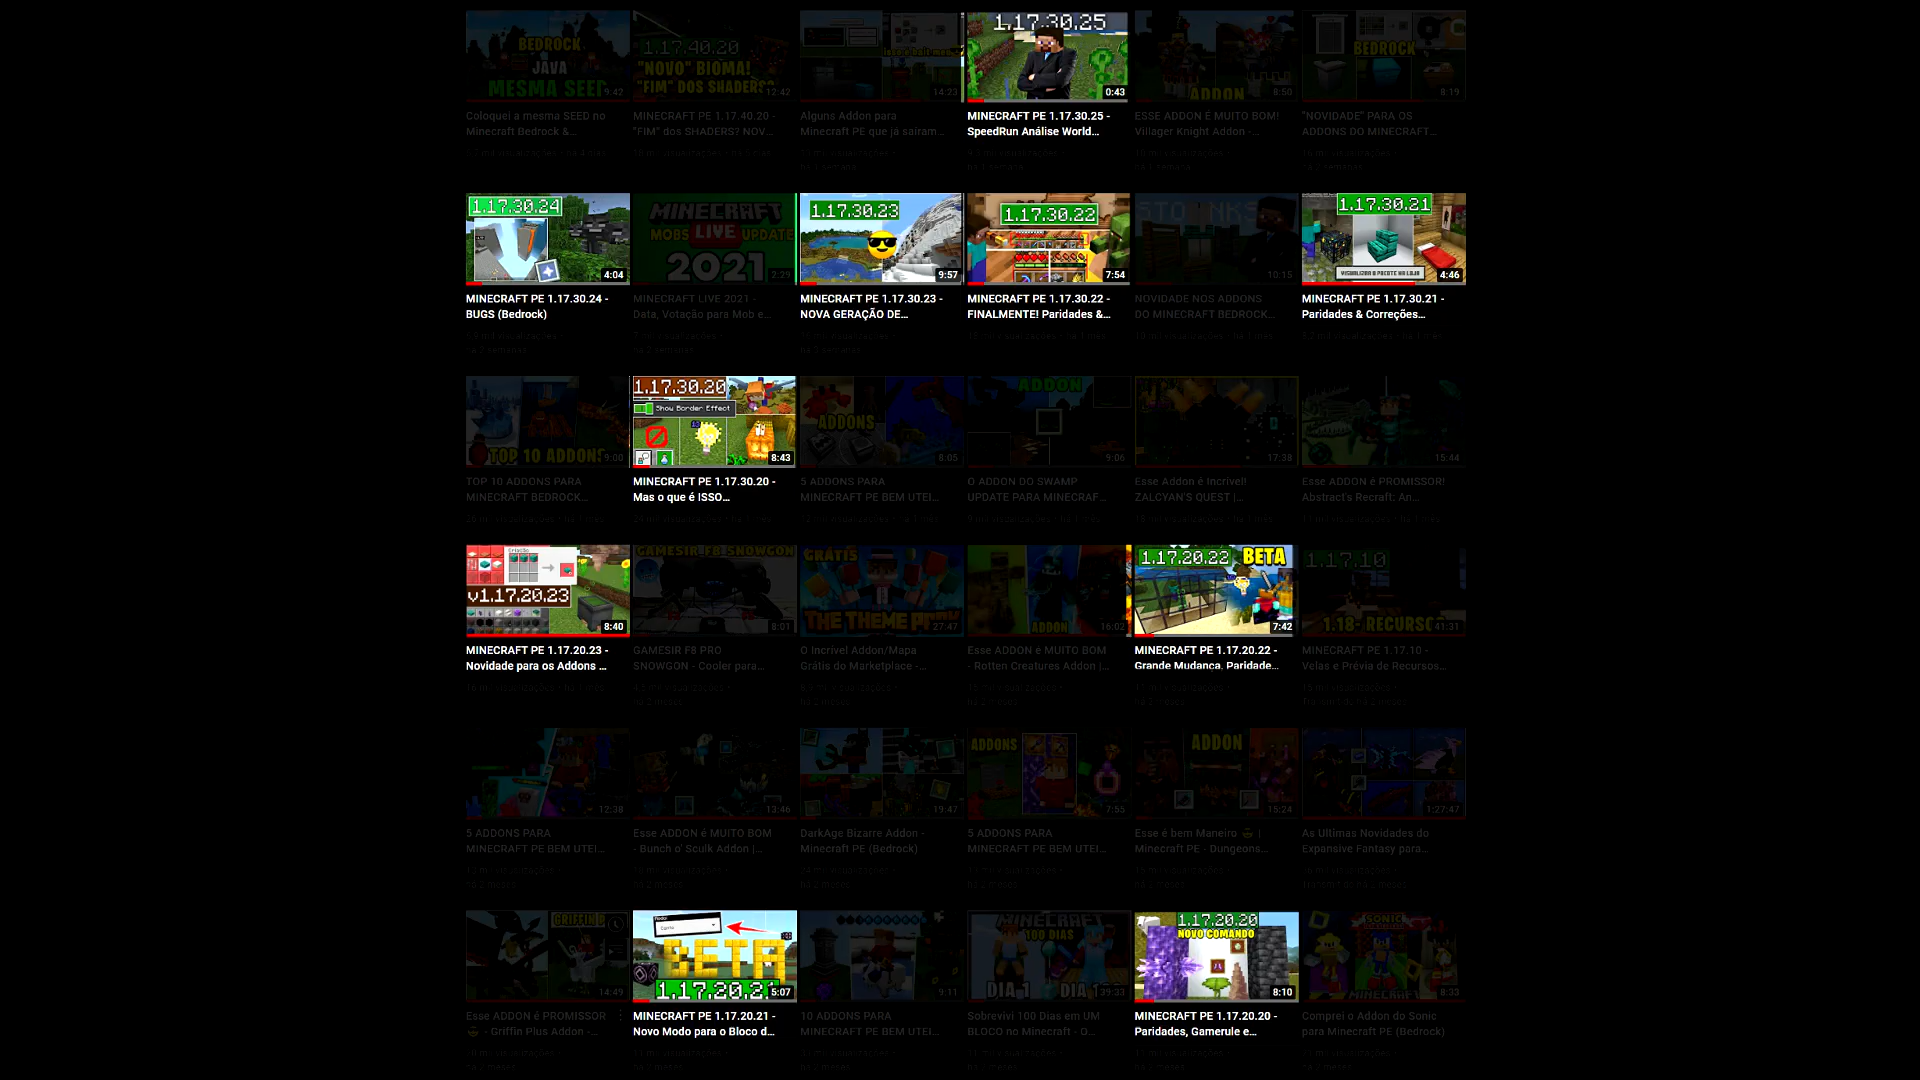 BEDROCK
&
JAVA
MESMA SEED
9:42
Coloquei a mesma SEED no
Minecraft Bedrock &...
1.17.40.20
"NOVO" BIOMA!
"FIM" DOS SHADERS?
12:42
MINECRAFT PE 1.17.40.20 -
"FIM" dos SHADERS? NOV...
14:23
Alguns Addon para
Minecraft PE que já saíram...
1.17.30.25
0:43
MINECRAFT PE 1.17.30.25 -
SpeedRun Análise World...
ADDON
8:50
ESSE ADDON É MUITO BOM!
Villager Knight Addon -...
BEDROCK
8:19
"NOVIDADE" PARA OS
ADDONS DO MINECRAFT...
1.17.30.24
4:04
MINECRAFT PE 1.17.30.24 -
BUGS (Bedrock)
MINECRAFT
MOBS LIVE UPDATE
2021
2:29
MINECRAFT LIVE 2021 -
Data, Votação para Mob e...
1.17.30.23
9:57
MINECRAFT PE 1.17.30.23 -
NOVA GERAÇÃO DE...
1.17.30.22
7:54
MINECRAFT PE 1.17.30.22 -
FINALMENTE! Paridades &...
STONKS
10:15
NOVIDADE NOS ADDONS
DO MINECRAFT BEDROCK...
1.17.30.21
VISUALIZAR O PACOTE NA LOJA
4:46
MINECRAFT PE 1.17.30.21 -
Paridades & Correções...
TOP 10 ADDONS
9:00
TOP 10 ADDONS PARA
MINECRAFT BEDROCK...
1.17.30.20
Show Border Effect
8:43
MINECRAFT PE 1.17.30.20 -
Mas o que é ISSO...
ADDONS
8:05
5 ADDONS PARA
MINECRAFT PE BEM UTEI...
ADDON
9:06
O ADDON DO SWAMP
UPDATE PARA MINECRAF...
17:38
Esse Addon é Incrível!
ZALCYAN'S QUEST |...
15:44
Esse ADDON é PROMISSOR!
Abstract's Recraft: An...
v1.17.20.23
8:40
MINECRAFT PE 1.17.20.23 -
Novidade para os Addons ...
GAMESIR F8 SNOWGON
8:01
GAMESIR F8 PRO
SNOWGON - Cooler para...
GRÁTIS
27:47
O Incrível Addon/Mapa
Grátis do Marketplace -...
ADDON
16:02
Esse ADDON é MUITO BOM
- Rotten Creatures Addon |...
1.17.20.22 BETA
7:42
MINECRAFT PE 1.17.20.22 -
Grande Mudança, Paridade...
1.17.10
41:31
MINECRAFT PE 1.17.10 -
Velas e Prévia de Recursos...
12:38
5 ADDONS PARA
MINECRAFT PE BEM UTEI...
13:46
Esse ADDON é MUITO BOM
- Bunch o' Sculk Addon |...
19:47
DarkAge Bizarre Addon -
Minecraft PE (Bedrock)
ADDONS
7:55
5 ADDONS PARA
MINECRAFT PE BEM UTEI...
ADDON
15:24
Esse é bem Maneiro 😎 |
Minecraft PE - Dungeons...
1:27:47
As Ultimas Novidades do
Expansive Fantasy para...
14:49
Esse ADDON é PROMISSOR
😎 - Griffin Plus Addon -...
BETA
1.17.20.21
5:07
MINECRAFT PE 1.17.20.21 -
Novo Modo para o Bloco d...
9:11
10 ADDONS PARA
MINECRAFT PE BEM UTEI...
MINECRAFT
100 DIAS
DIA 1
39:33
Sobrevivi 100 Dias em UM
BLOCO no Minecraft - O...
1.17.20.20
NOVO COMANDO
8:10
MINECRAFT PE 1.17.20.20 -
Paridades, Gamerule e...
SONIC
MINECRAFT
8:33
Comprei o Addon do Sonic
para Minecraft PE (Bedrock)